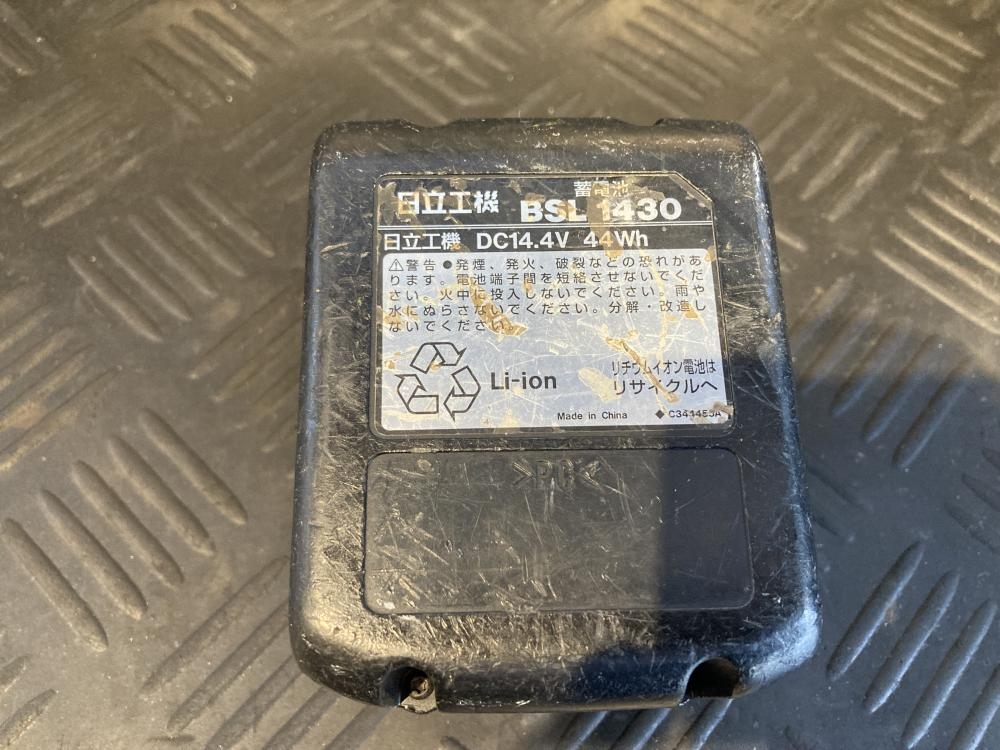 蓄電池
日立工機 BSL 1430
日立工機 DC14.4V 44Wh
⚠警告 ●発煙、発火、破裂などの恐れがあ
ります。電池端子間を短絡させないでくだ
さい。火中に投入しないでください。雨や
水にぬらさないでください。分解・改造し
ないでください。
Li-ion
リチウムイオン電池は
リサイクルへ
Made in China
>PC<